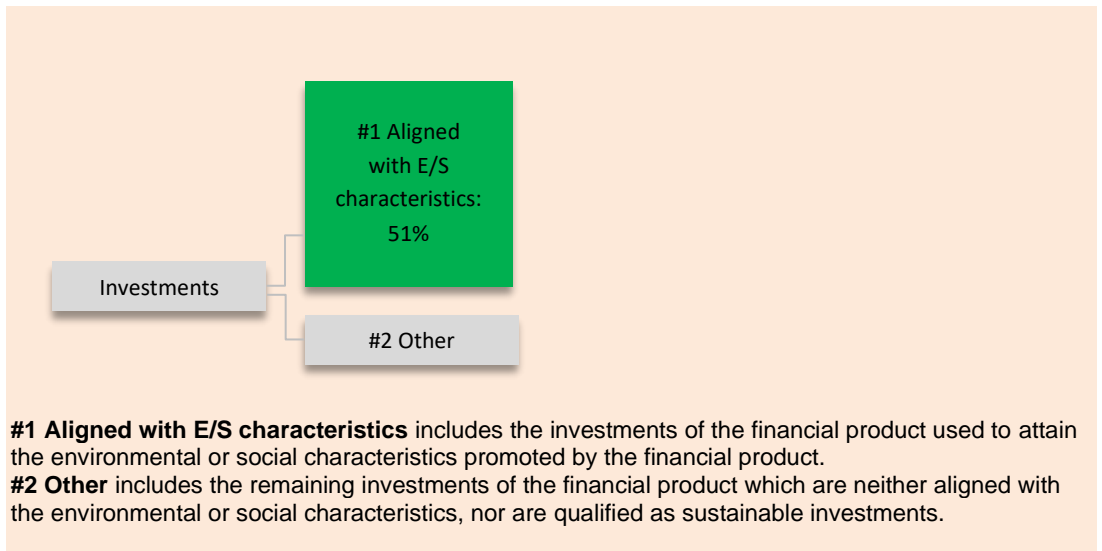 #1 Aligned
with E/S
characteristics:
51%
Investments
#2 Other
#1 Aligned with E/S characteristics includes the investments of the financial product used to attain
the environmental or social characteristics promoted by the financial product.
#2 Other includes the remaining investments of the financial product which are neither aligned with
the environmental or social characteristics, nor are qualified as sustainable investments.